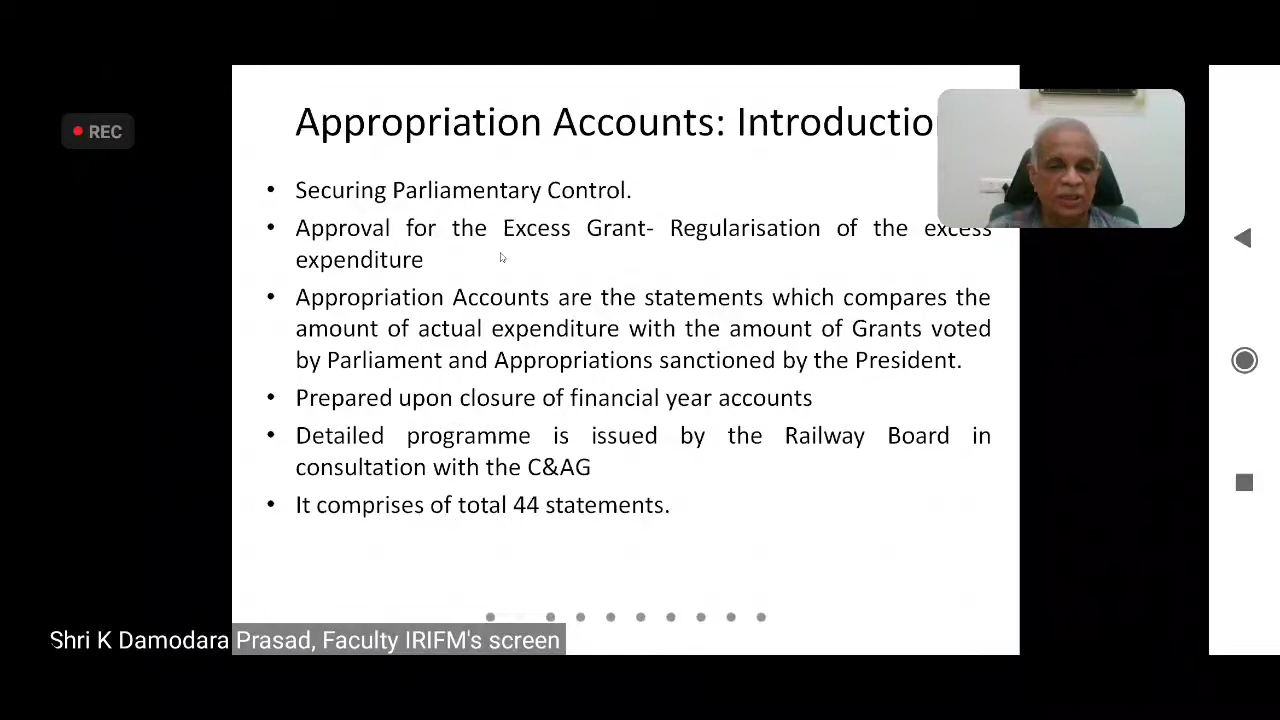 REC
Appropriation Accounts: Introductio
• Securing Parliamentary Control.
• Approval for the Excess Grant- Regularisation of the excess
expenditure
• Appropriation Accounts are the statements which compares the
amount of actual expenditure with the amount of Grants voted
by Parliament and Appropriations sanctioned by the President.
• Prepared upon closure of financial year accounts
• Detailed programme is issued by the Railway Board in
consultation with the C&AG
• It comprises of total 44 statements.
Shri K Damodara Prasad, Faculty IRIFM's screen